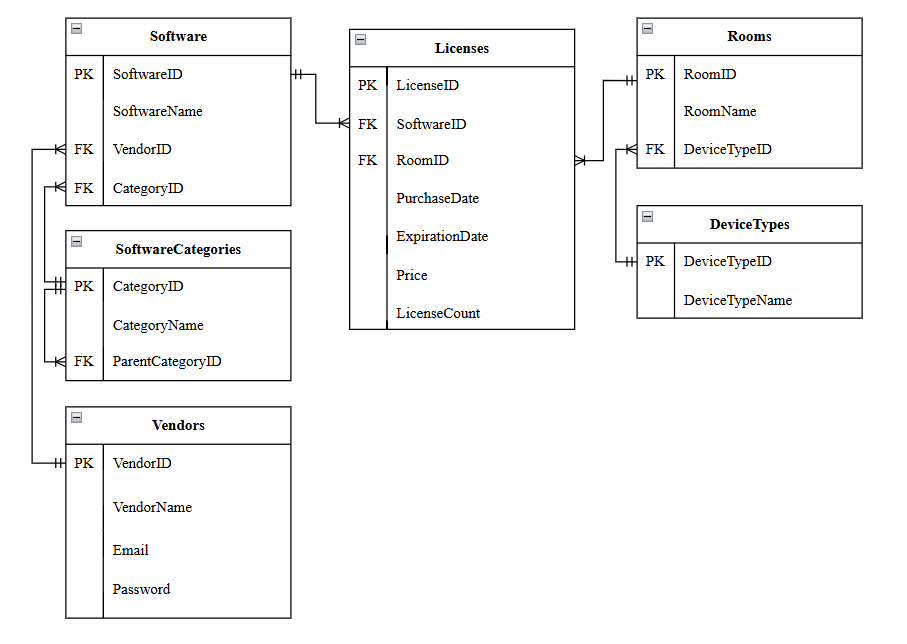 Software
PK SoftwareID
SoftwareName
FK VendorID
FK CategoryID
SoftwareCategories
PK CategoryID
CategoryName
FK ParentCategoryID
Vendors
PK VendorID
VendorName
Email
Password
Licenses
PK LicenseID
FK SoftwareID
FK RoomID
PurchaseDate
ExpirationDate
Price
LicenseCount
Rooms
PK RoomID
RoomName
FK DeviceTypeID
DeviceTypes
PK DeviceTypeID
DeviceTypeName